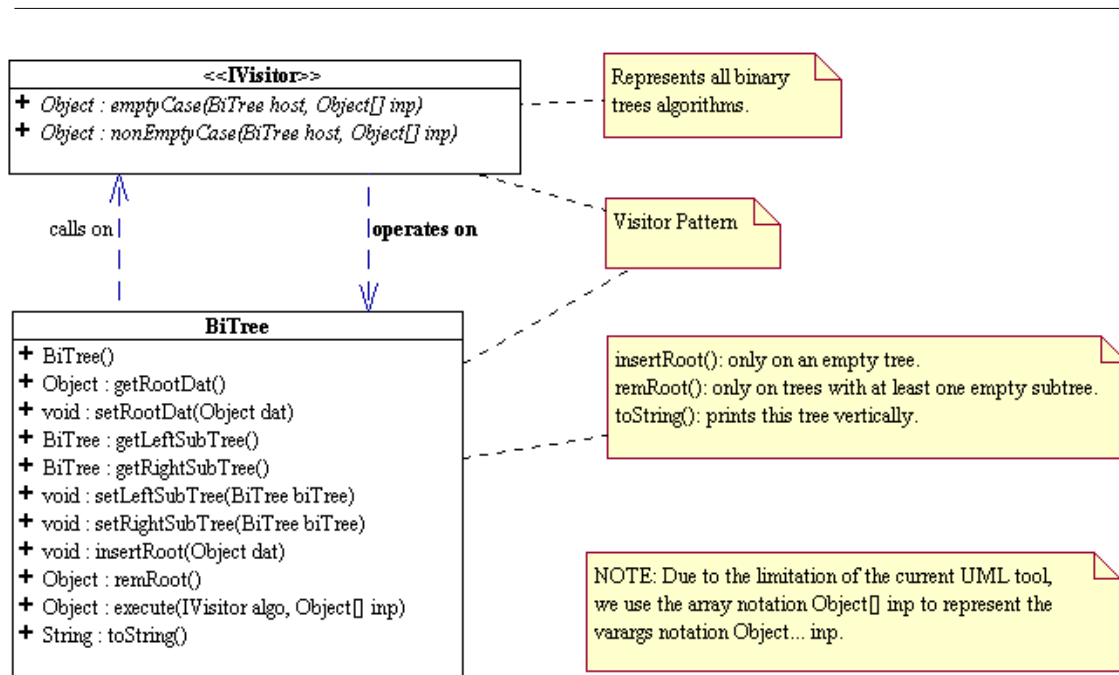 <<IVisitor>>
+ Object : emptyCase(BiTree host, Object[] inp)
+ Object : nonEmptyCase(BiTree host, Object[] inp)
Represents all binary
trees algorithms.
calls on
operates on
Visitor Pattern
BiTree
+ BiTree()
+ Object : getRootDat()
+ void : setRootDat(Object dat)
+ BiTree : getLeftSubTree()
+ BiTree : getRightSubTree()
+ void : setLeftSubTree(BiTree biTree)
+ void : setRightSubTree(BiTree biTree)
+ void : insertRoot(Object dat)
+ Object : remRoot()
+ Object : execute(IVisitor algo, Object[] inp)
+ String : toString()
insertRoot(): only on an empty tree.
remRoot(): only on trees with at least one empty subtree.
toString(): prints this tree vertically.
NOTE: Due to the limitation of the current UML tool,
we use the array notation Object[] inp to represent the
varargs notation Object... inp.